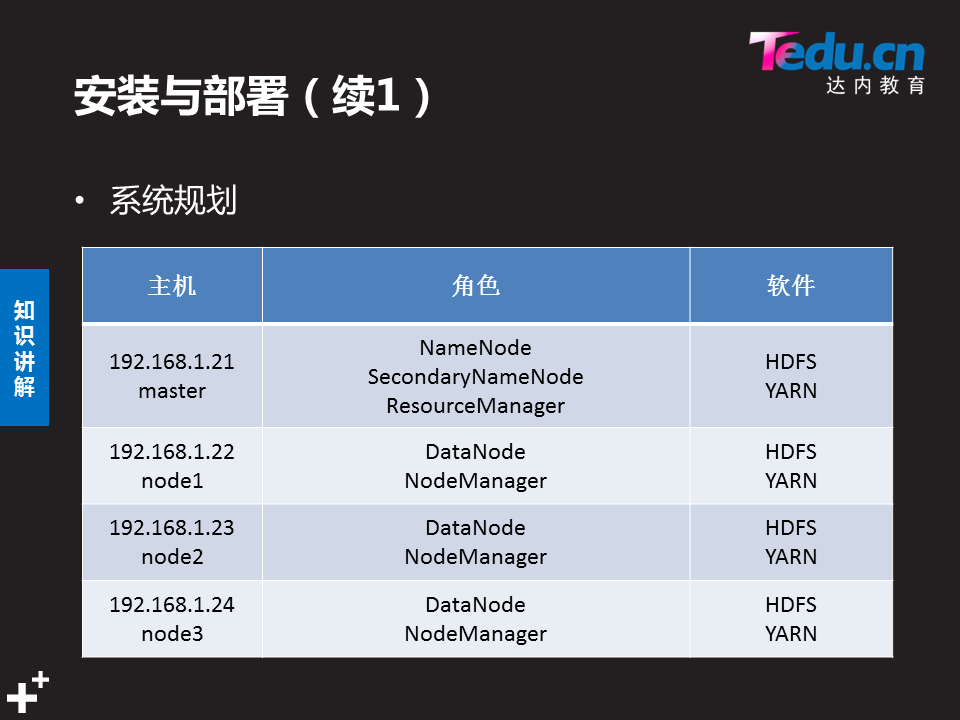 Tedu.cn
达内教育
安装与部署（续1）
• 系统规划
知识讲解
主机 角色 软件
192.168.1.21
master
NameNode
SecondaryNameNode
ResourceManager
HDFS
YARN
192.168.1.22
node1
DataNode
NodeManager
HDFS
YARN
192.168.1.23
node2
DataNode
NodeManager
HDFS
YARN
192.168.1.24
node3
DataNode
NodeManager
HDFS
YARN